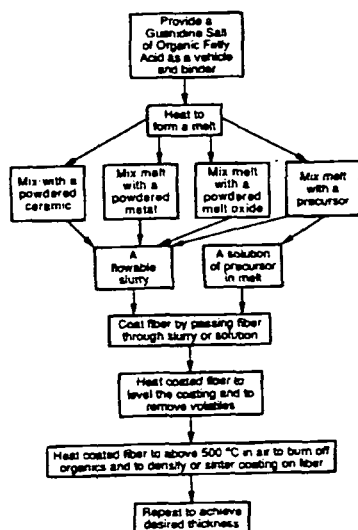 Provide a
Guanidine Salt
of Organic Fatty
Acid as a vehicle
and binder
Heat to
form a melt
Mix with a
powdered
ceramic
Mix melt
with a
powdered
metal
Mix melt
with a
powdered
melt oxide
Mix melt
with a
precursor
A
flowable
slurry
A solution
of precursor
in melt
Coat fiber by passing fiber
through slurry or solution
Heat coated fiber to
level the coating and to
remove volatiles
Heat coated fiber to above 500 °C in air to burn off
organics and to density or sinter coating on fiber
Repeat to achieve
desired thickness